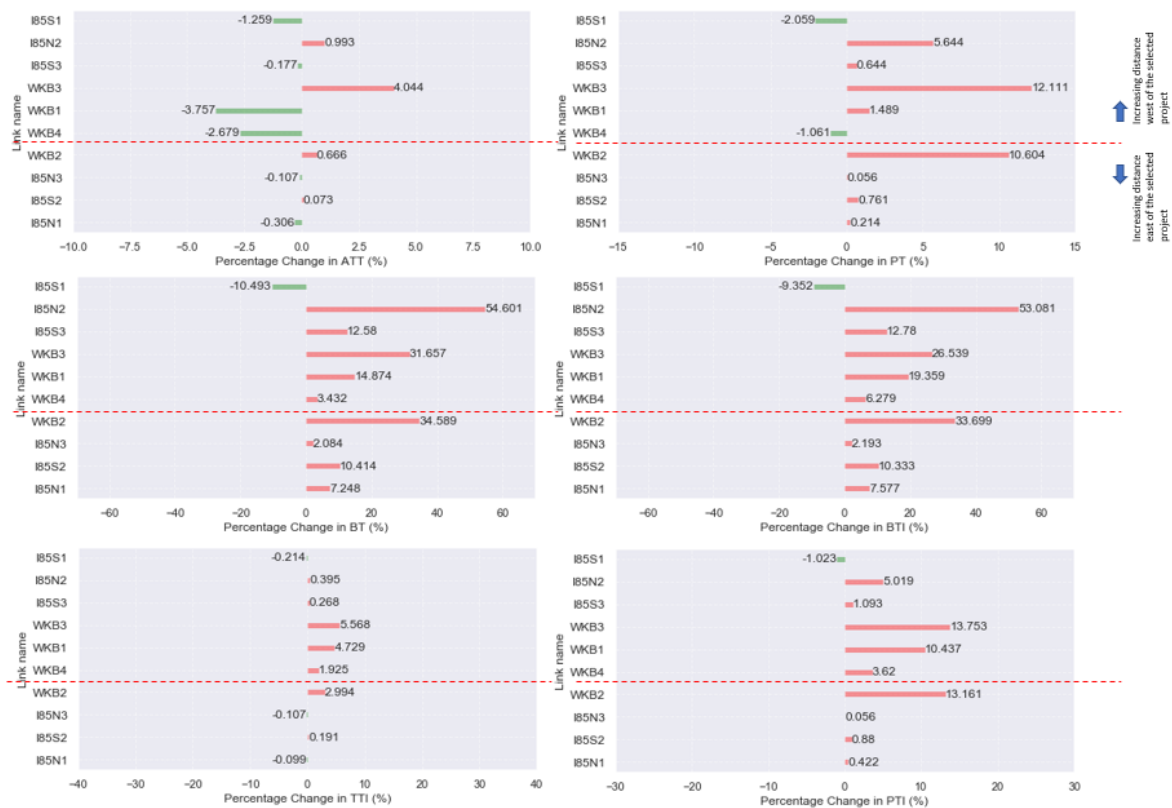 I85S1
I85N2
I85S3
WKB3
WKB1
WKB4
WKB2
I85N3
I85S2
I85N1
Link name
-1.259
0.993
-0.177
4.044
-3.757
-2.679
0.666
-0.107
0.073
-0.306
−10.0 −7.5 −5.0 −2.5 0.0 2.5 5.0 7.5 10.0
Percentage Change in ATT (%)
I85S1
I85N2
I85S3
WKB3
WKB1
WKB4
WKB2
I85N3
I85S2
I85N1
Link name
-2.059
5.644
0.644
12.111
1.489
-1.061
10.604
0.056
0.761
0.214
−15 −10 −5 0 5 10 15
Percentage Change in PT (%)
Increasing distance
west of the selected
project
Increasing distance
east of the selected
project
I85S1
I85N2
I85S3
WKB3
WKB1
WKB4
WKB2
I85N3
I85S2
I85N1
Link name
-10.493
54.601
12.58
31.657
14.874
3.432
34.589
2.084
10.414
7.248
−60 −40 −20 0 20 40 60
Percentage Change in BT (%)
I85S1
I85N2
I85S3
WKB3
WKB1
WKB4
WKB2
I85N3
I85S2
I85N1
Link name
-9.352
53.081
12.78
26.539
19.359
6.279
33.699
2.193
10.333
7.577
−60 −40 −20 0 20 40 60
Percentage Change in BTI (%)
I85S1
I85N2
I85S3
WKB3
WKB1
WKB4
WKB2
I85N3
I85S2
I85N1
Link name
-0.214
0.395
0.268
5.568
4.729
1.925
2.994
-0.107
0.191
-0.099
−40 −30 −20 −10 0 10 20 30 40
Percentage Change in TTI (%)
I85S1
I85N2
I85S3
WKB3
WKB1
WKB4
WKB2
I85N3
I85S2
I85N1
Link name
-1.023
5.019
1.093
13.753
10.437
3.62
13.161
0.056
0.88
0.422
−30 −20 −10 0 10 20 30
Percentage Change in PTI (%)